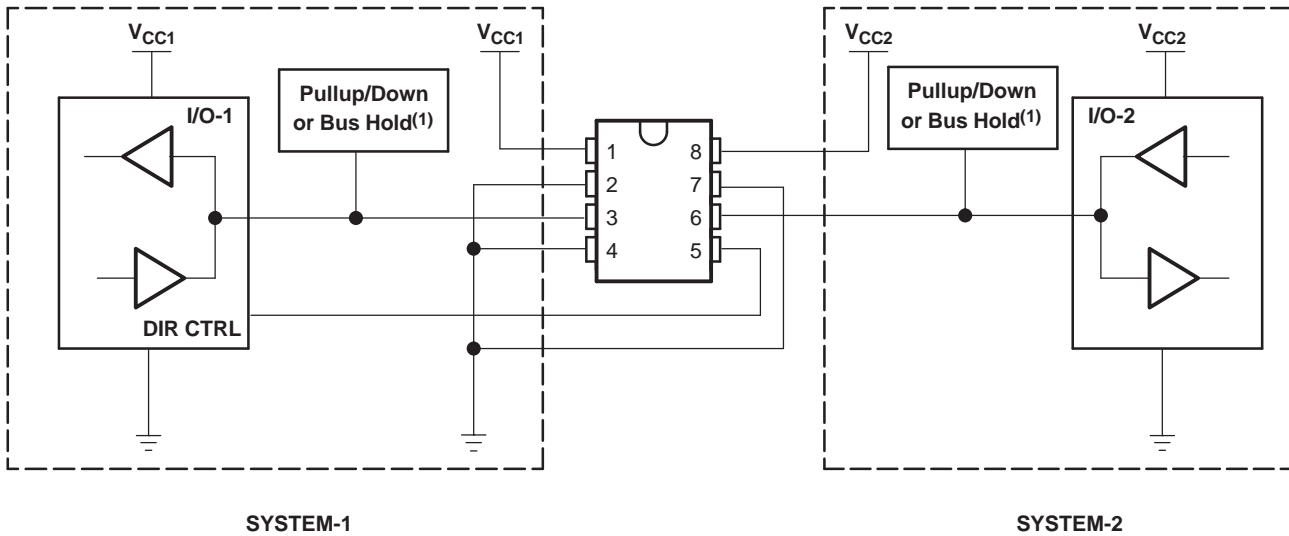 VCC1
VCC1
VCC2
VCC2
I/O-1
Pullup/Down
or Bus Hold(1)
Pullup/Down
or Bus Hold(1)
I/O-2
1
8
2
7
3
6
4
5
DIR CTRL
SYSTEM-1
SYSTEM-2